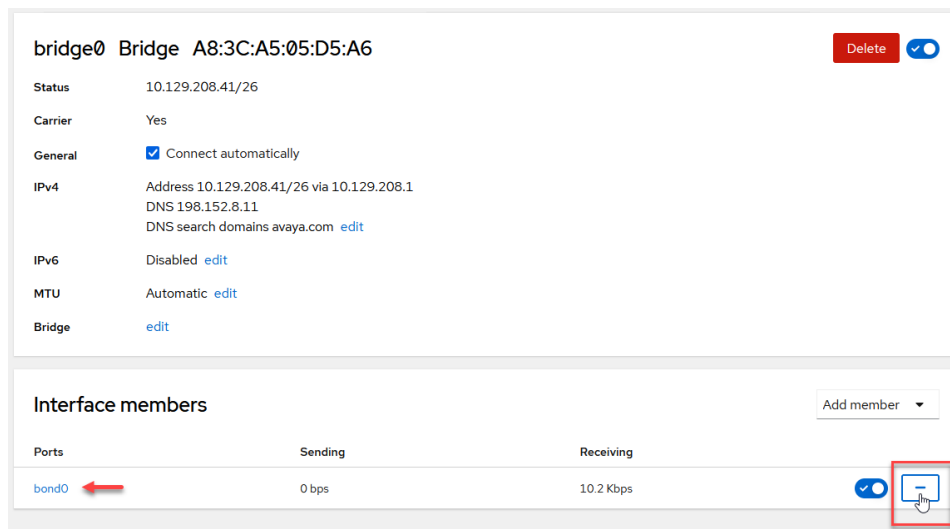 bridge0 Bridge A8:3C:A5:05:D5:A6
Delete
Status 10.129.208.41/26
Carrier Yes
General Connect automatically
IPv4 Address 10.129.208.41/26 via 10.129.208.1
DNS 198.152.8.11
DNS search domains avaya.com edit
IPv6 Disabled edit
MTU Automatic edit
Bridge edit
Interface members
Add member
Ports Sending Receiving
bond0 0 bps 10.2 Kbps